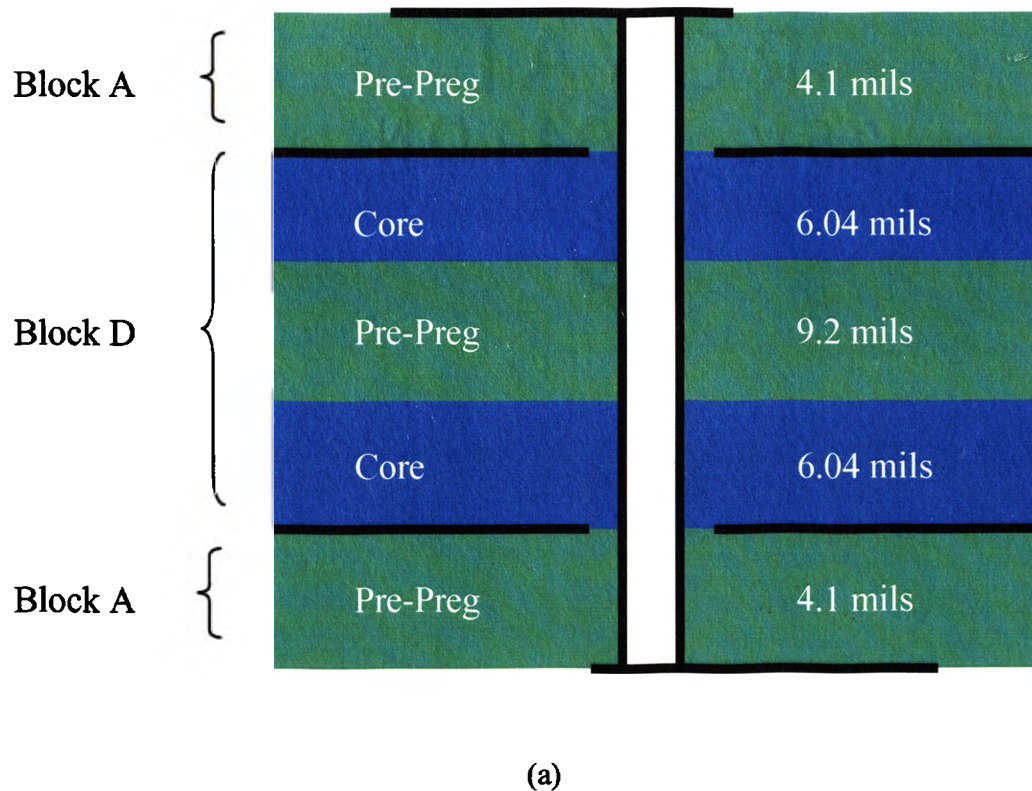 Block A Pre-Preg 4.1 mils
Core 6.04 mils
Block D Pre-Preg 9.2 mils
Core 6.04 mils
Block A Pre-Preg 4.1 mils
(a)